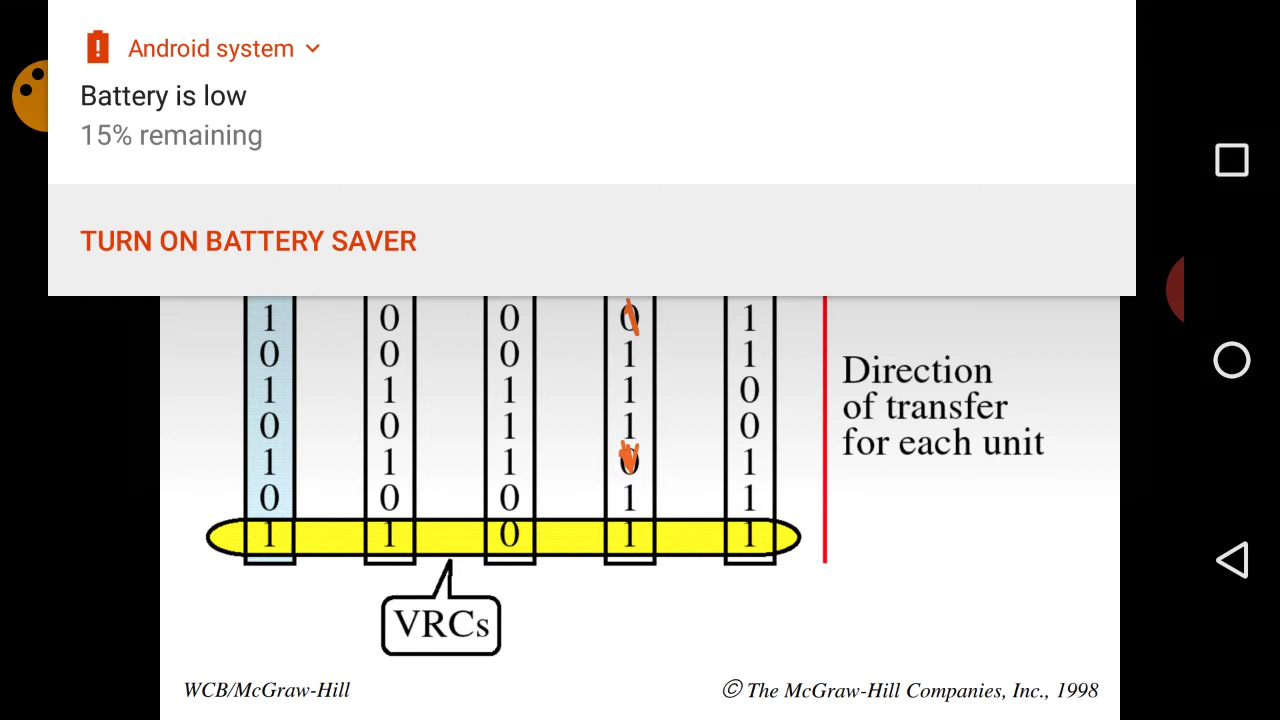 Android system
Battery is low
15% remaining
TURN ON BATTERY SAVER
1 0 0 0 1
0 0 0 1 1
1 1 1 1 0
0 0 1 1 0
1 1 1 0 1
0 0 0 1 1
1 1 0 1 1
Direction
of transfer
for each unit
VRCs
WCB/McGraw-Hill
© The McGraw-Hill Companies, Inc., 1998